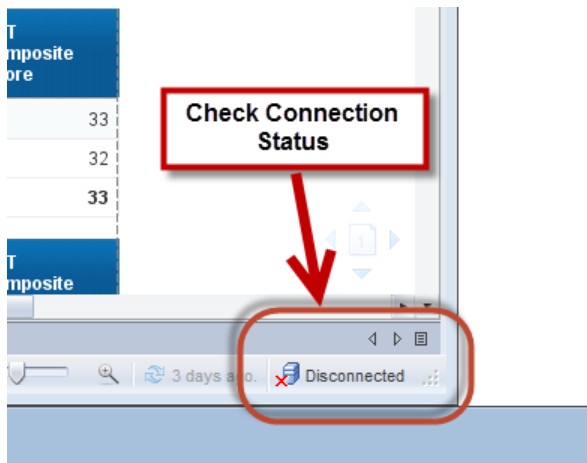 T
mposite
ore
33
Check Connection
Status
32
33
1
T
mposite
3 days ago.
Disconnected